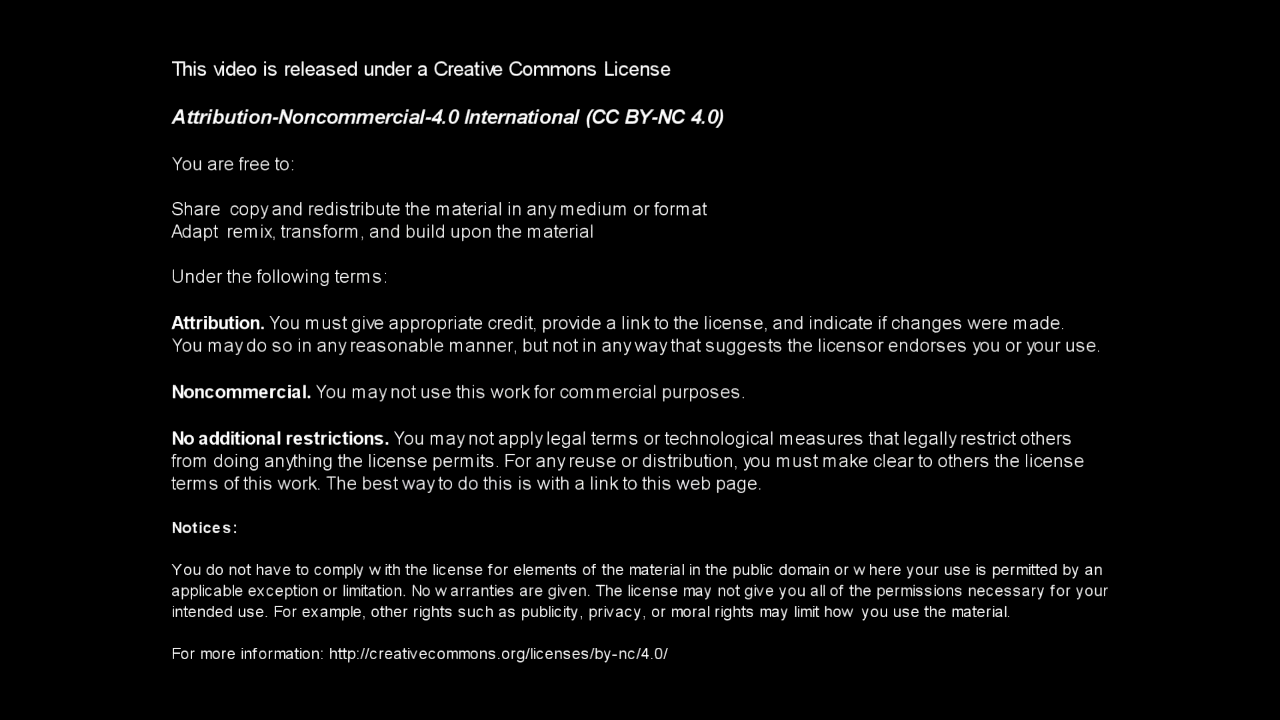 This video is released under a Creative Commons License
Attribution-Noncommercial-4.0 International (CC BY-NC 4.0)
You are free to:
Share copy and redistribute the material in any medium or format
Adapt remix, transform, and build upon the material
Under the following terms:
Attribution. You must give appropriate credit, provide a link to the license, and indicate if changes were made.
You may do so in any reasonable manner, but not in any way that suggests the licensor endorses you or your use.
Noncommercial. You may not use this work for commercial purposes.
No additional restrictions. You may not apply legal terms or technological measures that legally restrict others
from doing anything the license permits. For any reuse or distribution, you must make clear to others the license
terms of this work. The best way to do this is with a link to this web page.
Notices:
You do not have to comply with the license for elements of the material in the public domain or where your use is permitted by an
applicable exception or limitation. No warranties are given. The license may not give you all of the permissions necessary for your
intended use. For example, other rights such as publicity, privacy, or moral rights may limit how you use the material.
For more information: http://creativecommons.org/licenses/by-nc/4.0/